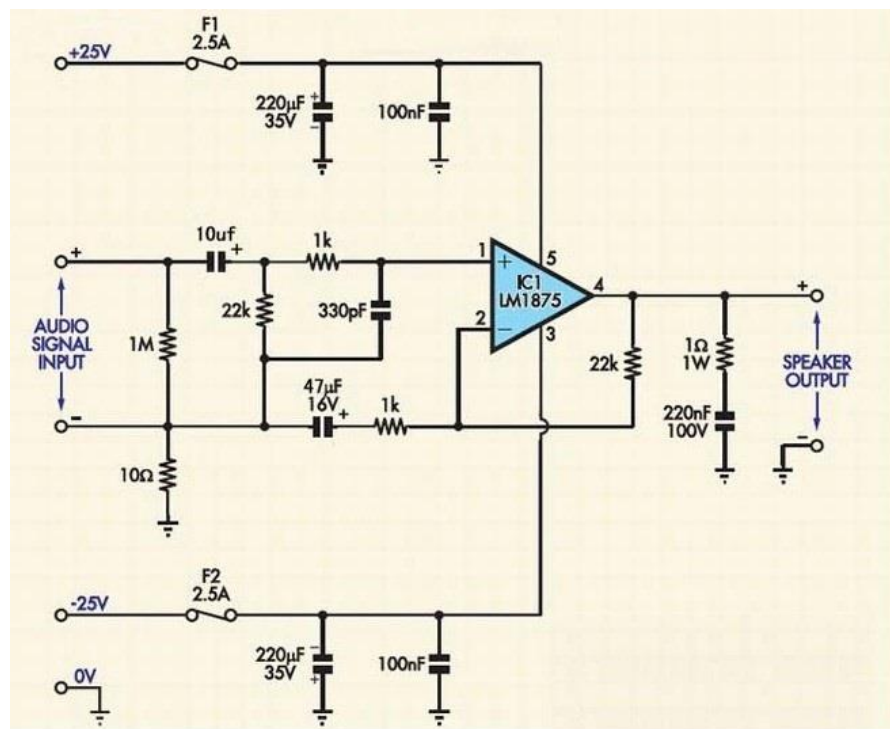 F1
2.5A
+25V
+
220µF
35V
−
100nF
10uf
+
1k
+
1
+
5
IC1
LM1875
4
+
AUDIO
SIGNAL
INPUT
1M
22k
330pF
2
−
3
22k
1Ω
1W
SPEAKER
OUTPUT
47µF
16V
+
1k
220nF
100V
-
−
10Ω
F2
2.5A
-25V
−
220µF
35V
+
100nF
0V